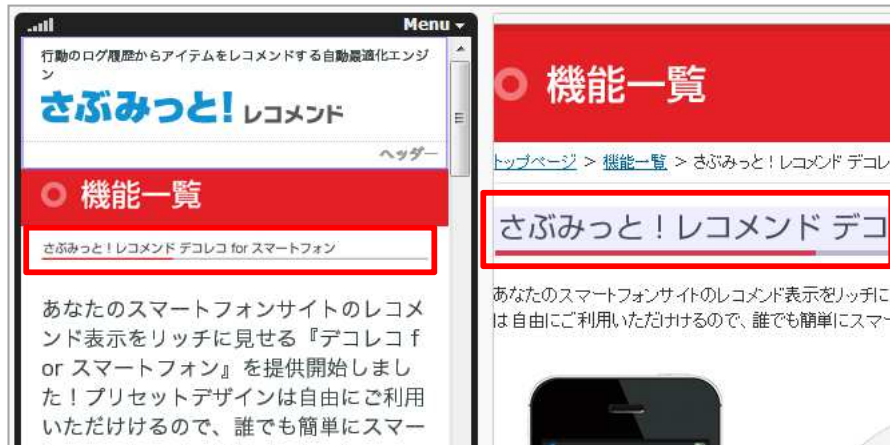 Menu
行動のログ履歴からアイテムをレコメンドする自動最適化エンジ
ン
さぶみっと！ レコメンド
ヘッダー
機能一覧
さぶみっと！レコメンド デコレコ for スマートフォン
あなたのスマートフォンサイトのレコメ
ンド表示をリッチに見せる『デコレコ f
or スマートフォン』を提供開始しまし
た！プリセットデザインは自由にご利用
いただけけるので、誰でも簡単にスマー
機能一覧
トップページ > 機能一覧 > さぶみっと！レコメンド デコレ
さぶみっと！レコメンド デコ
あなたのスマートフォンサイトのレコメンド表示をリッチに
は自由にご利用いただけけるので、誰でも簡単にスマー